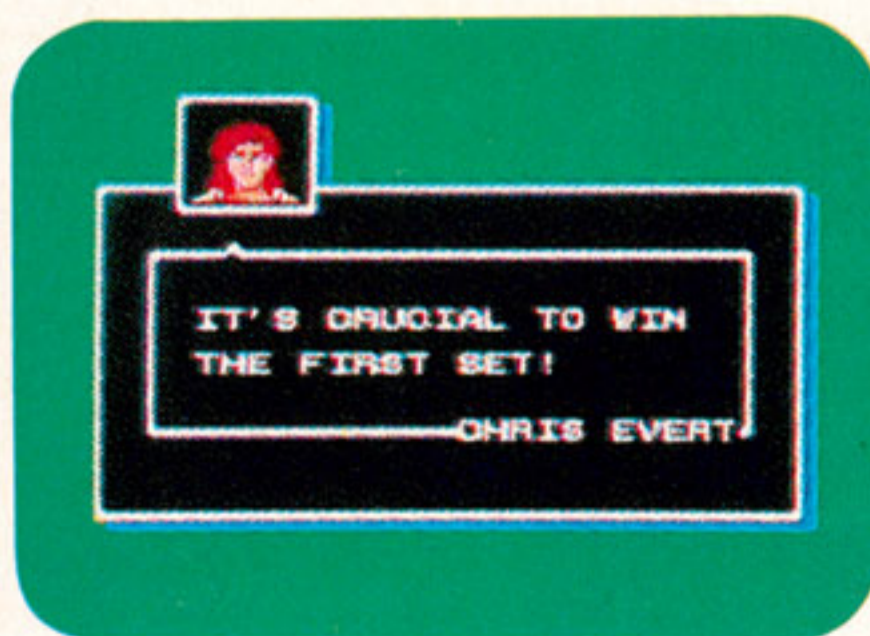 IT'S CRUCIAL TO WIN
THE FIRST SET!
CHRIS EVERT